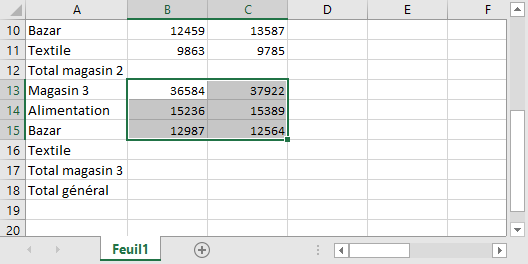 A B C D E F
10 Bazar 12459 13587
11 Textile 9863 9785
12 Total magasin 2
13 Magasin 3 36584 37922
14 Alimentation 15236 15389
15 Bazar 12987 12564
16 Textile
17 Total magasin 3
18 Total général
19
20
Feuil1